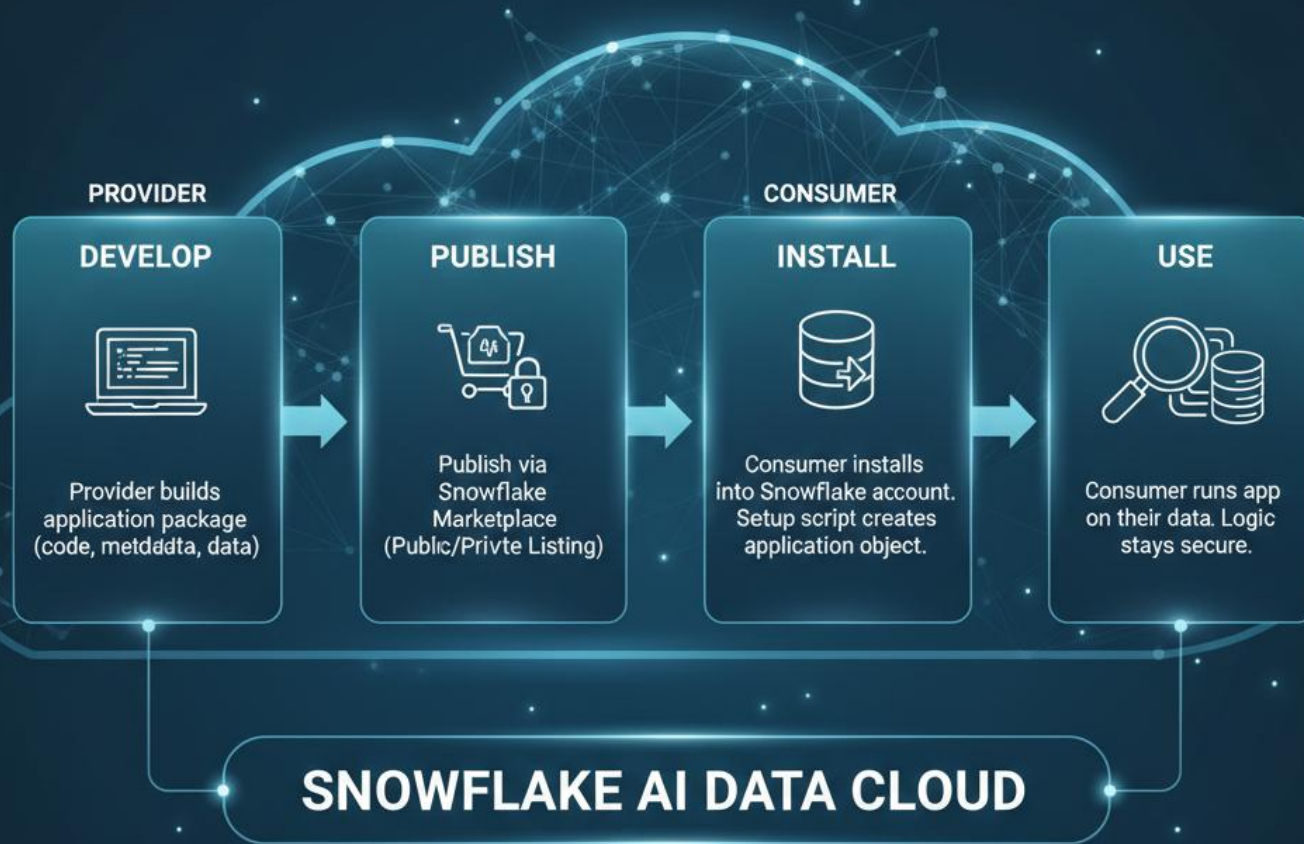 PROVIDER
DEVELOP
Provider builds
application package
(code, metdádta, data)
PUBLISH
Publish via
Snowflake
Marketplace
(Public/Privte Listing)
CONSUMER
INSTALL
Consumer installs
into Snowflake account.
Setup script creates
application object.
USE
Consumer runs app
on their data. Logic
stays secure.
SNOWFLAKE AI DATA CLOUD